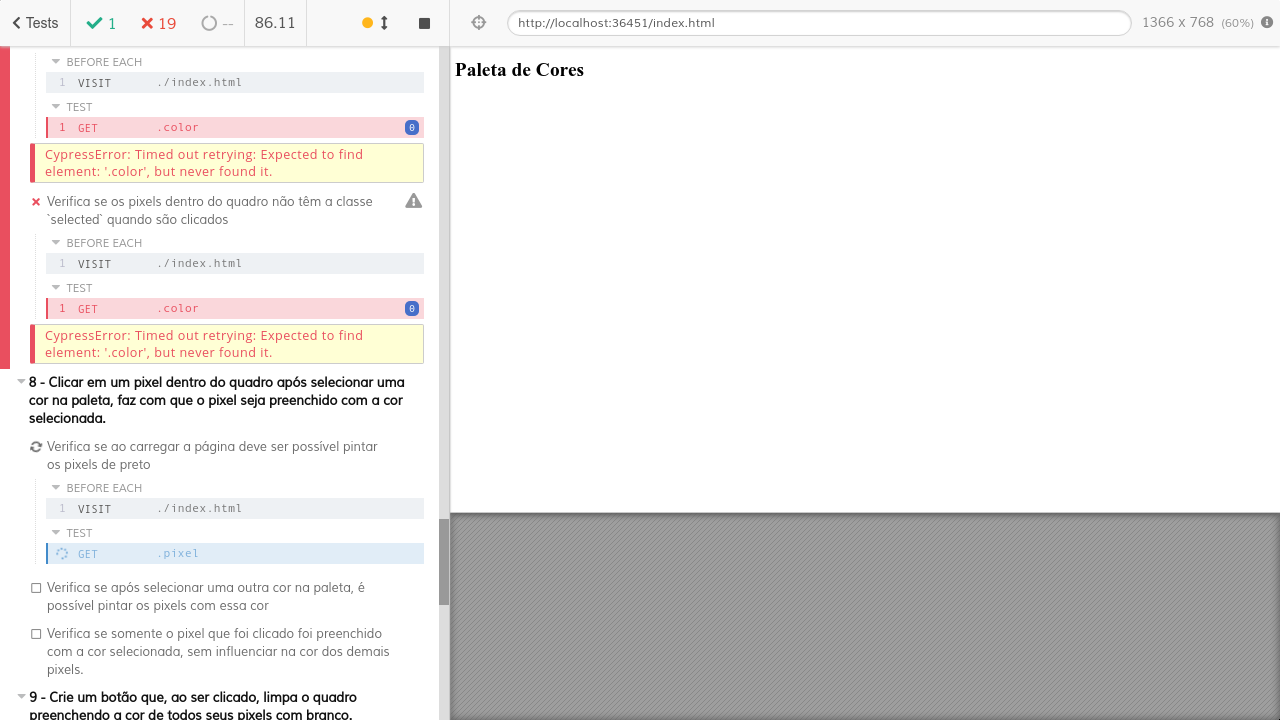 Tests
1
19
--
86.11
http://localhost:36451/index.html
1366 x 768 (60%)
BEFORE EACH
1 VISIT ./index.html
TEST
1 GET .color 0
CypressError: Timed out retrying: Expected to find
element: '.color', but never found it.
Verifica se os pixels dentro do quadro não têm a classe
`selected` quando são clicados
BEFORE EACH
1 VISIT ./index.html
TEST
1 GET .color 0
CypressError: Timed out retrying: Expected to find
element: '.color', but never found it.
8 - Clicar em um pixel dentro do quadro após selecionar uma
cor na paleta, faz com que o pixel seja preenchido com a cor
selecionada.
Verifica se ao carregar a página deve ser possível pintar
os pixels de preto
BEFORE EACH
1 VISIT ./index.html
TEST
GET .pixel
Verifica se após selecionar uma outra cor na paleta, é
possível pintar os pixels com essa cor
Verifica se somente o pixel que foi clicado foi preenchido
com a cor selecionada, sem influenciar na cor dos demais
pixels.
9 - Crie um botão que, ao ser clicado, limpa o quadro
preenchendo a cor de todos seus pixels com branco.
Paleta de Cores